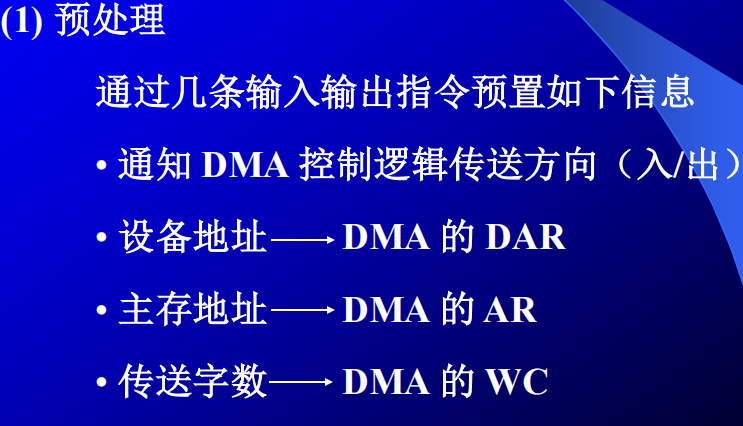 (1) 预处理
通过几条输入输出指令预置如下信息
• 通知 DMA 控制逻辑传送方向（入/出）
• 设备地址 → DMA 的 DAR
• 主存地址 → DMA 的 AR
• 传送字数 → DMA 的 WC